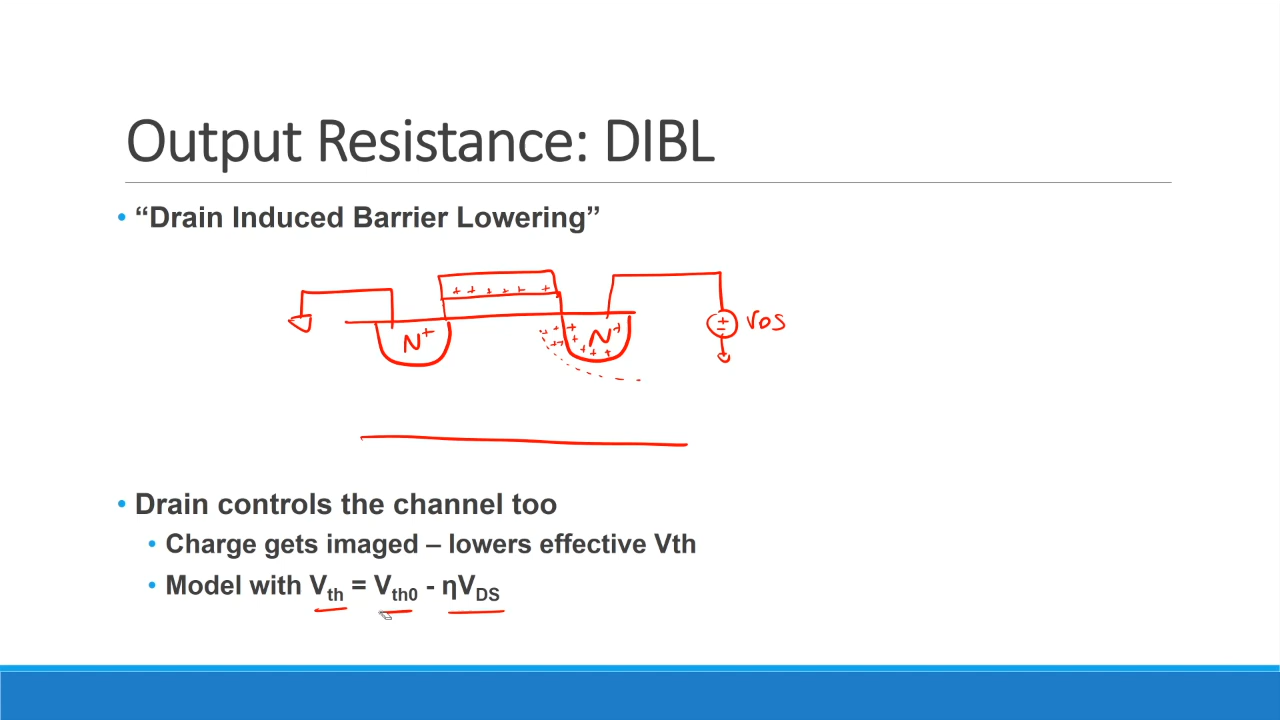 Output Resistance: DIBL
• “Drain Induced Barrier Lowering”
+ + + + + +
N+ + + + + + + + + N+ + − VDS
• Drain controls the channel too
• Charge gets imaged – lowers effective Vth
• Model with Vth = Vth0 - ηVDS